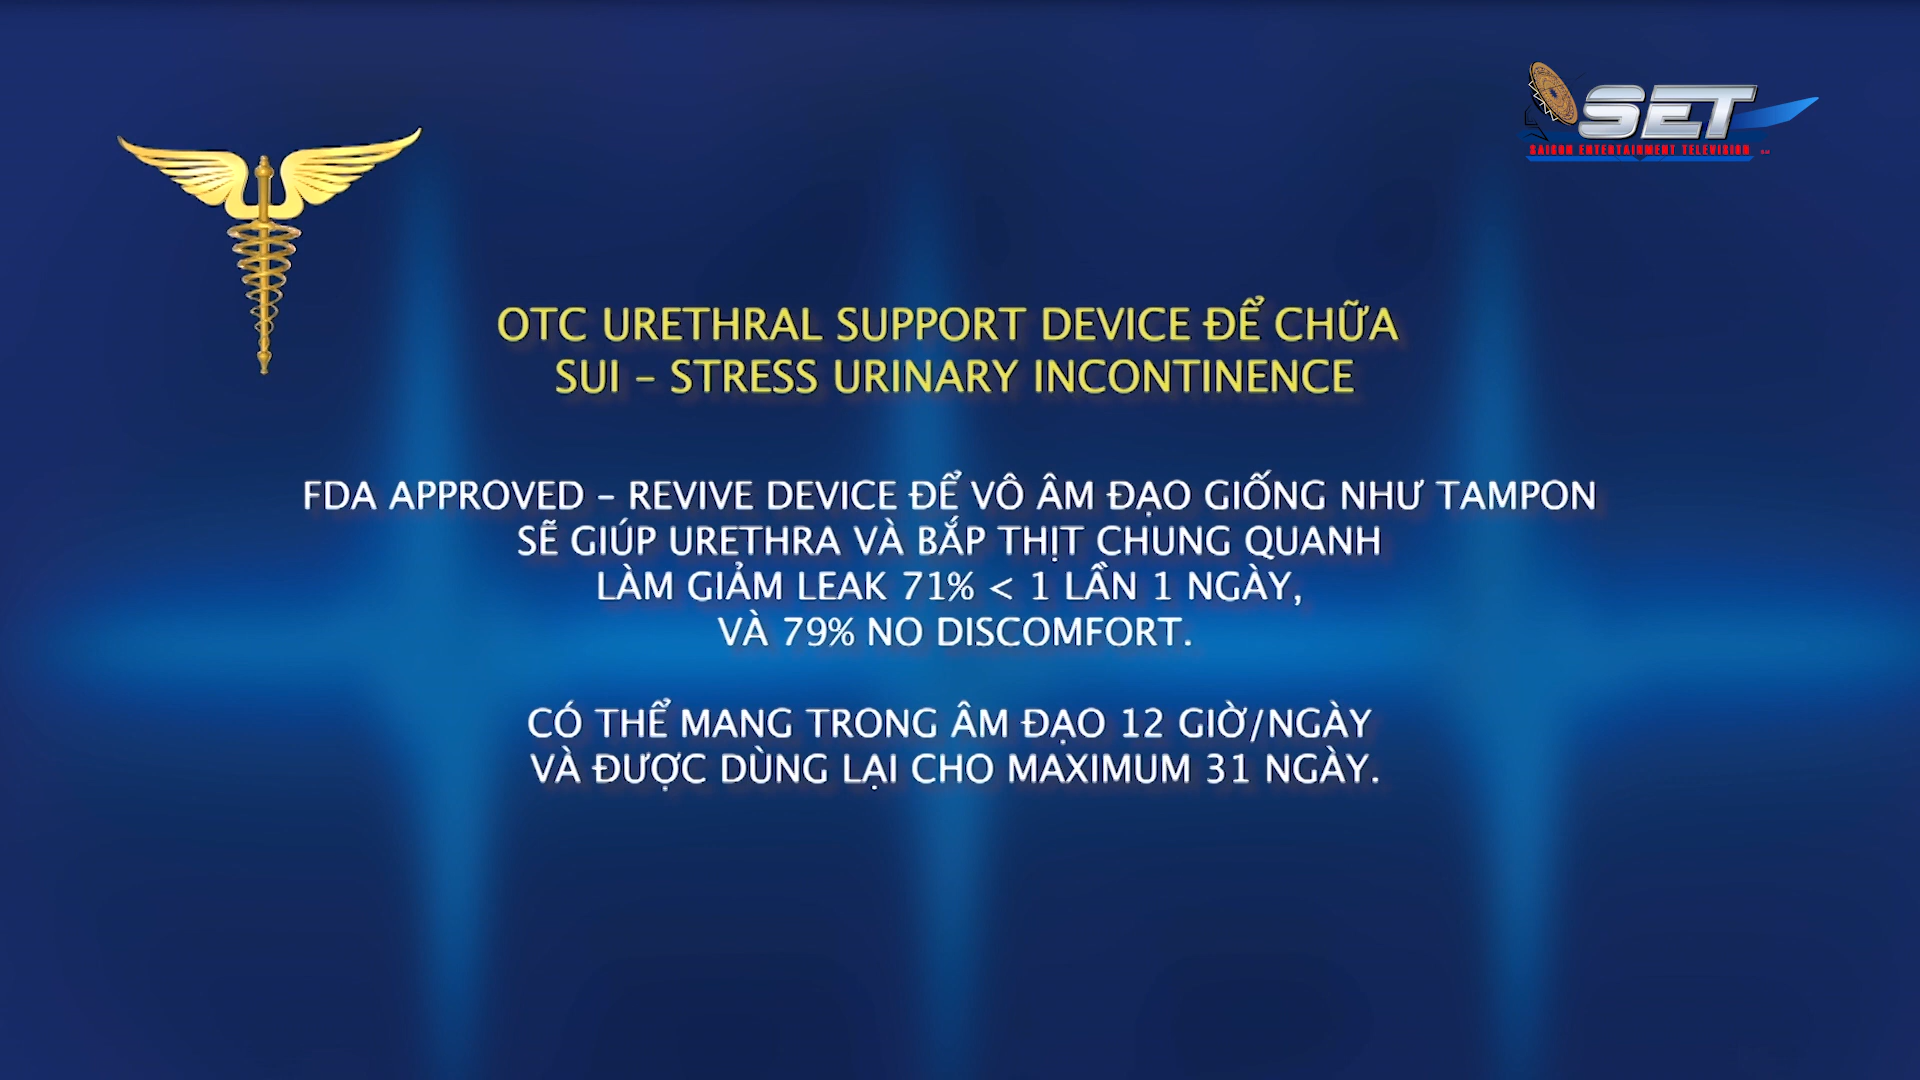 SET
SAIGON ENTERTAINMENT TELEVISION
OTC URETHRAL SUPPORT DEVICE ĐỂ CHỮA
SUI – STRESS URINARY INCONTINENCE
FDA APPROVED – REVIVE DEVICE ĐỂ VÔ ÂM ĐẠO GIỐNG NHƯ TAMPON
SẼ GIÚP URETHRA VÀ BẮP THỊT CHUNG QUANH
LÀM GIẢM LEAK 71% < 1 LẦN 1 NGÀY,
VÀ 79% NO DISCOMFORT.
CÓ THỂ MANG TRONG ÂM ĐẠO 12 GIỜ/NGÀY
VÀ ĐƯỢC DÙNG LẠI CHO MAXIMUM 31 NGÀY.